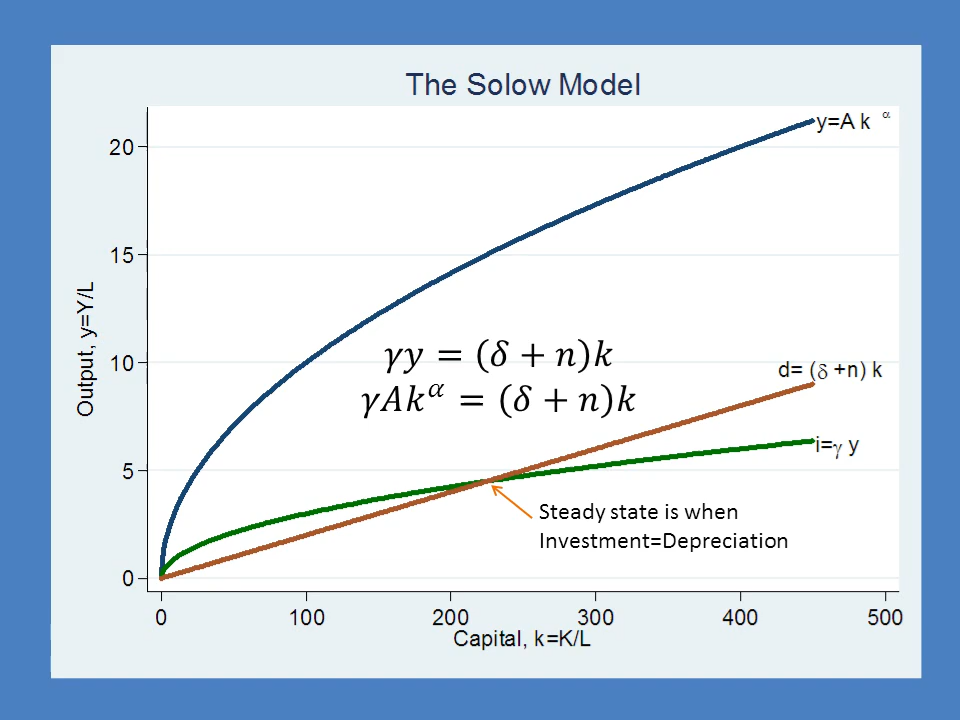 The Solow Model
y=A k α
20
15
10
5
0
Output, y=Y/L
γy = (δ + n)k
γAk^α = (δ + n)k
d= (δ +n) k
i=γ y
Steady state is when
Investment=Depreciation
0 100 200 300 400 500
Capital, k=K/L